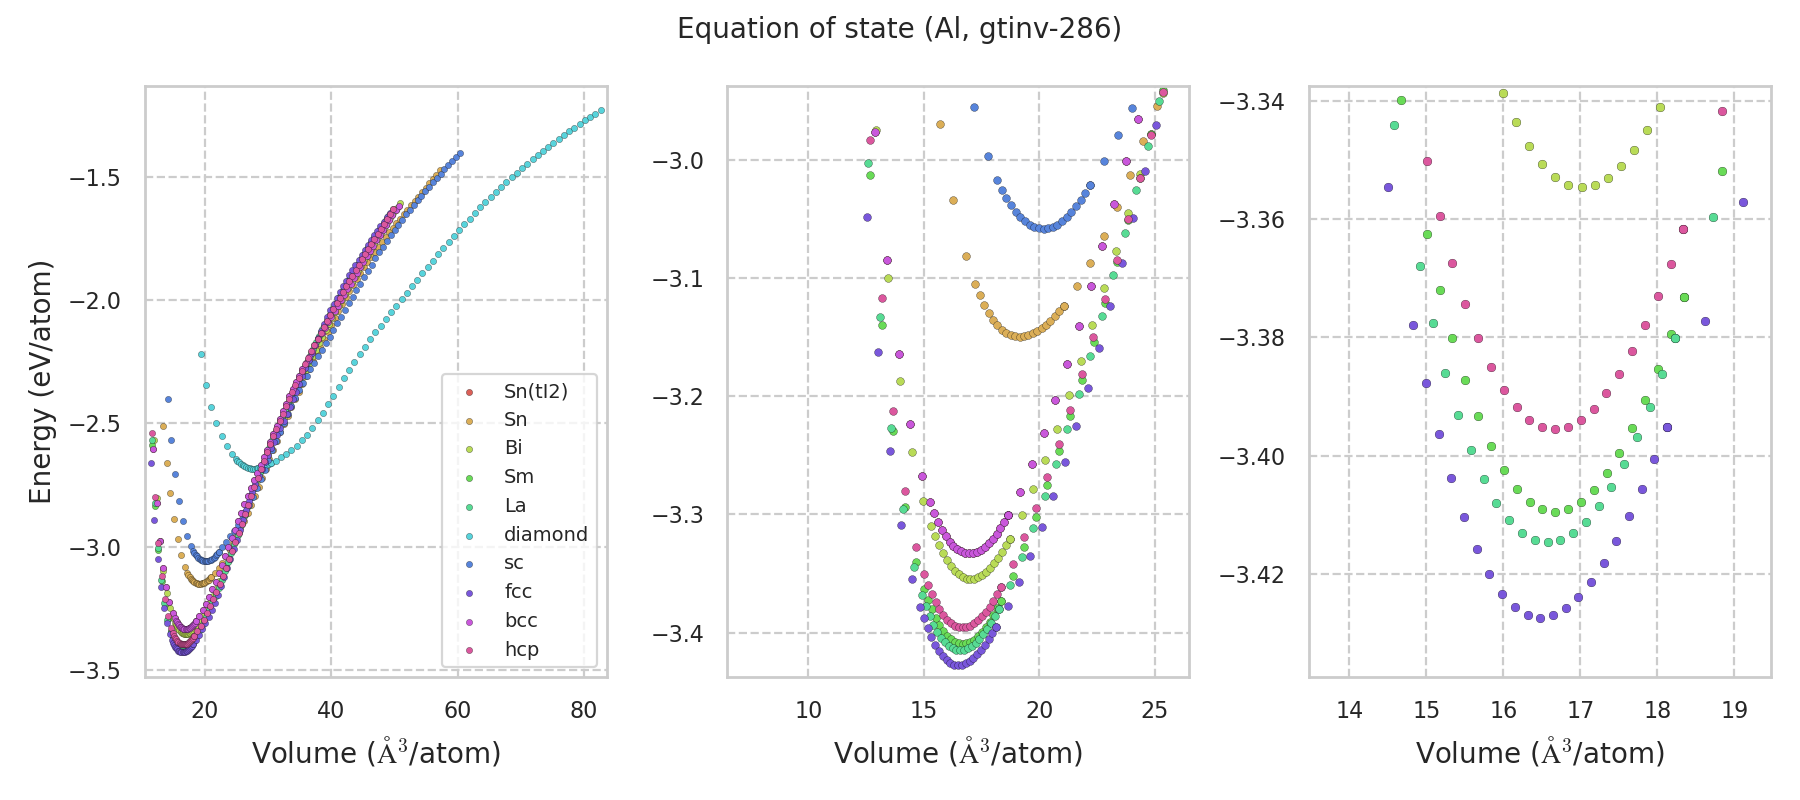 Equation of state (Al, gtinv-286)
Energy (eV/atom)
−1.5
−2.0
−2.5
−3.0
−3.5
20 40 60 80
Volume (Å³/atom)
Sn(tI2)
Sn
Bi
Sm
La
diamond
sc
fcc
bcc
hcp
−3.0
−3.1
−3.2
−3.3
−3.4
10 15 20 25
Volume (Å³/atom)
−3.34
−3.36
−3.38
−3.40
−3.42
14 15 16 17 18 19
Volume (Å³/atom)